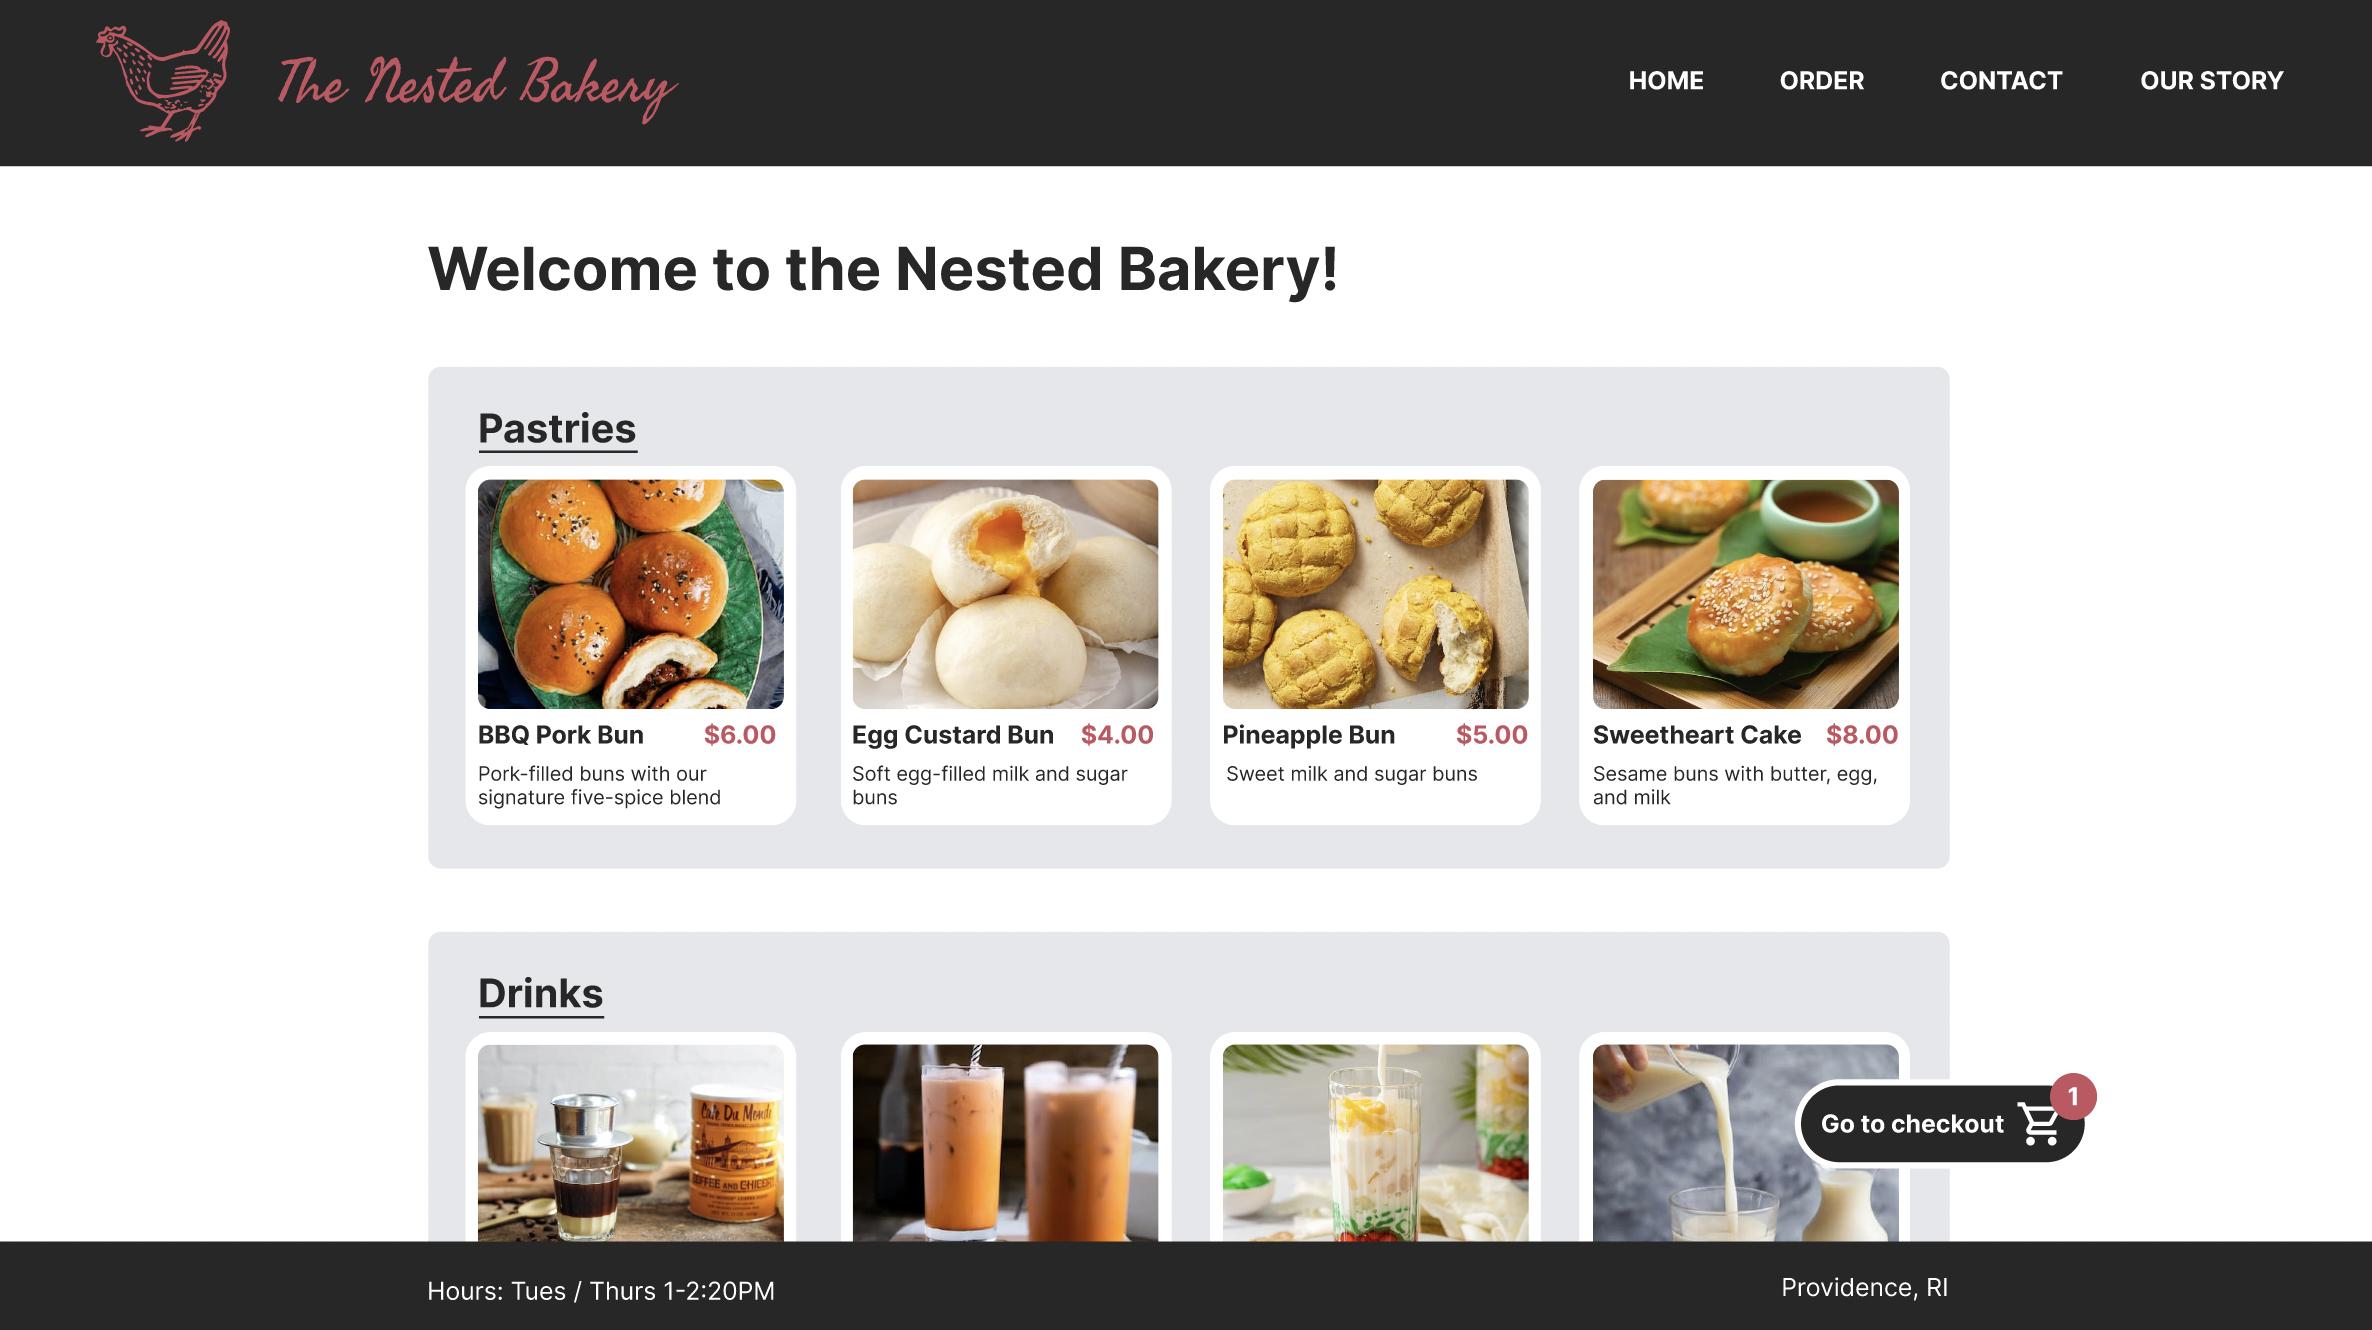 The Nested Bakery
HOME
ORDER
CONTACT
OUR STORY
Welcome to the Nested Bakery!
Pastries
BBQ Pork Bun
$6.00
Pork-filled buns with our
signature five-spice blend
Egg Custard Bun
$4.00
Soft egg-filled milk and sugar
buns
Pineapple Bun
$5.00
Sweet milk and sugar buns
Sweetheart Cake
$8.00
Sesame buns with butter, egg,
and milk
Drinks
Cafe Du Monde
COFFEE AND CHICORY
Go to checkout
1
Hours: Tues / Thurs 1-2:20PM
Providence, RI